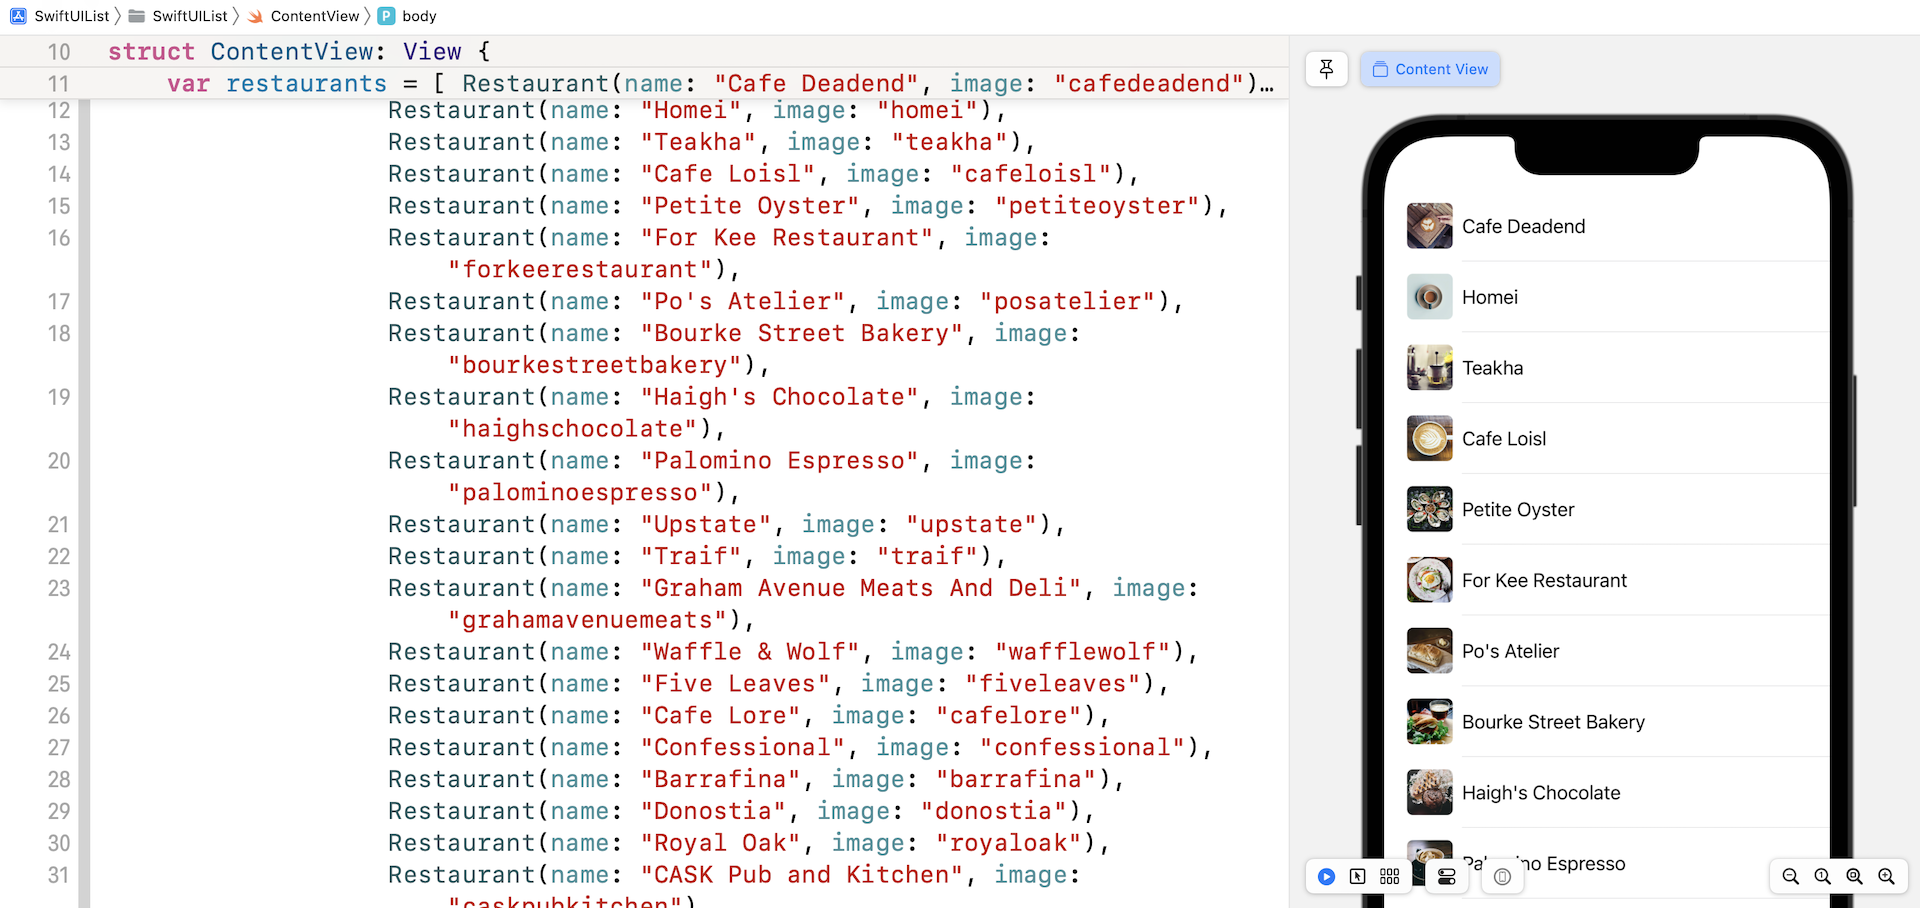 SwiftUIList SwiftUIList ContentView P body
10 struct ContentView: View {
11 var restaurants = [ Restaurant(name: "Cafe Deadend", image: "cafedeadend")…
12 Restaurant(name: "Homei", image: "homei"),
13 Restaurant(name: "Teakha", image: "teakha"),
14 Restaurant(name: "Cafe Loisl", image: "cafeloisl"),
15 Restaurant(name: "Petite Oyster", image: "petiteoyster"),
16 Restaurant(name: "For Kee Restaurant", image:
"forkeerestaurant"),
17 Restaurant(name: "Po's Atelier", image: "posatelier"),
18 Restaurant(name: "Bourke Street Bakery", image:
"bourkestreetbakery"),
19 Restaurant(name: "Haigh's Chocolate", image:
"haighschocolate"),
20 Restaurant(name: "Palomino Espresso", image:
"palominoespresso"),
21 Restaurant(name: "Upstate", image: "upstate"),
22 Restaurant(name: "Traif", image: "traif"),
23 Restaurant(name: "Graham Avenue Meats And Deli", image:
"grahamavenuemeats"),
24 Restaurant(name: "Waffle & Wolf", image: "wafflewolf"),
25 Restaurant(name: "Five Leaves", image: "fiveleaves"),
26 Restaurant(name: "Cafe Lore", image: "cafelore"),
27 Restaurant(name: "Confessional", image: "confessional"),
28 Restaurant(name: "Barrafina", image: "barrafina"),
29 Restaurant(name: "Donostia", image: "donostia"),
30 Restaurant(name: "Royal Oak", image: "royaloak"),
31 Restaurant(name: "CASK Pub and Kitchen", image:
"caskpubkitchen")
Content View
Cafe Deadend
Homei
Teakha
Cafe Loisl
Petite Oyster
For Kee Restaurant
Po's Atelier
Bourke Street Bakery
Haigh's Chocolate
Palomino Espresso